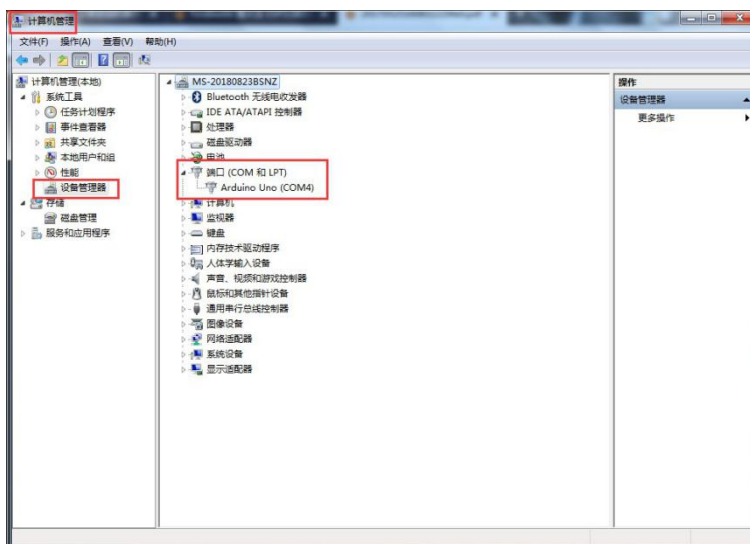 计算机管理
文件(F) 操作(A) 查看(V) 帮助(H)
计算机管理(本地)
系统工具
任务计划程序
事件查看器
共享文件夹
本地用户和组
性能
设备管理器
存储
磁盘管理
服务和应用程序
MS-20180823BSNZ
Bluetooth 无线电收发器
IDE ATA/ATAPI 控制器
处理器
磁盘驱动器
电池
端口 (COM 和 LPT)
Arduino Uno (COM4)
计算机
监视器
键盘
内存技术驱动程序
人体学输入设备
声音、视频和游戏控制器
鼠标和其他指针设备
通用串行总线控制器
图像设备
网络适配器
系统设备
显示适配器
操作
设备管理器
更多操作